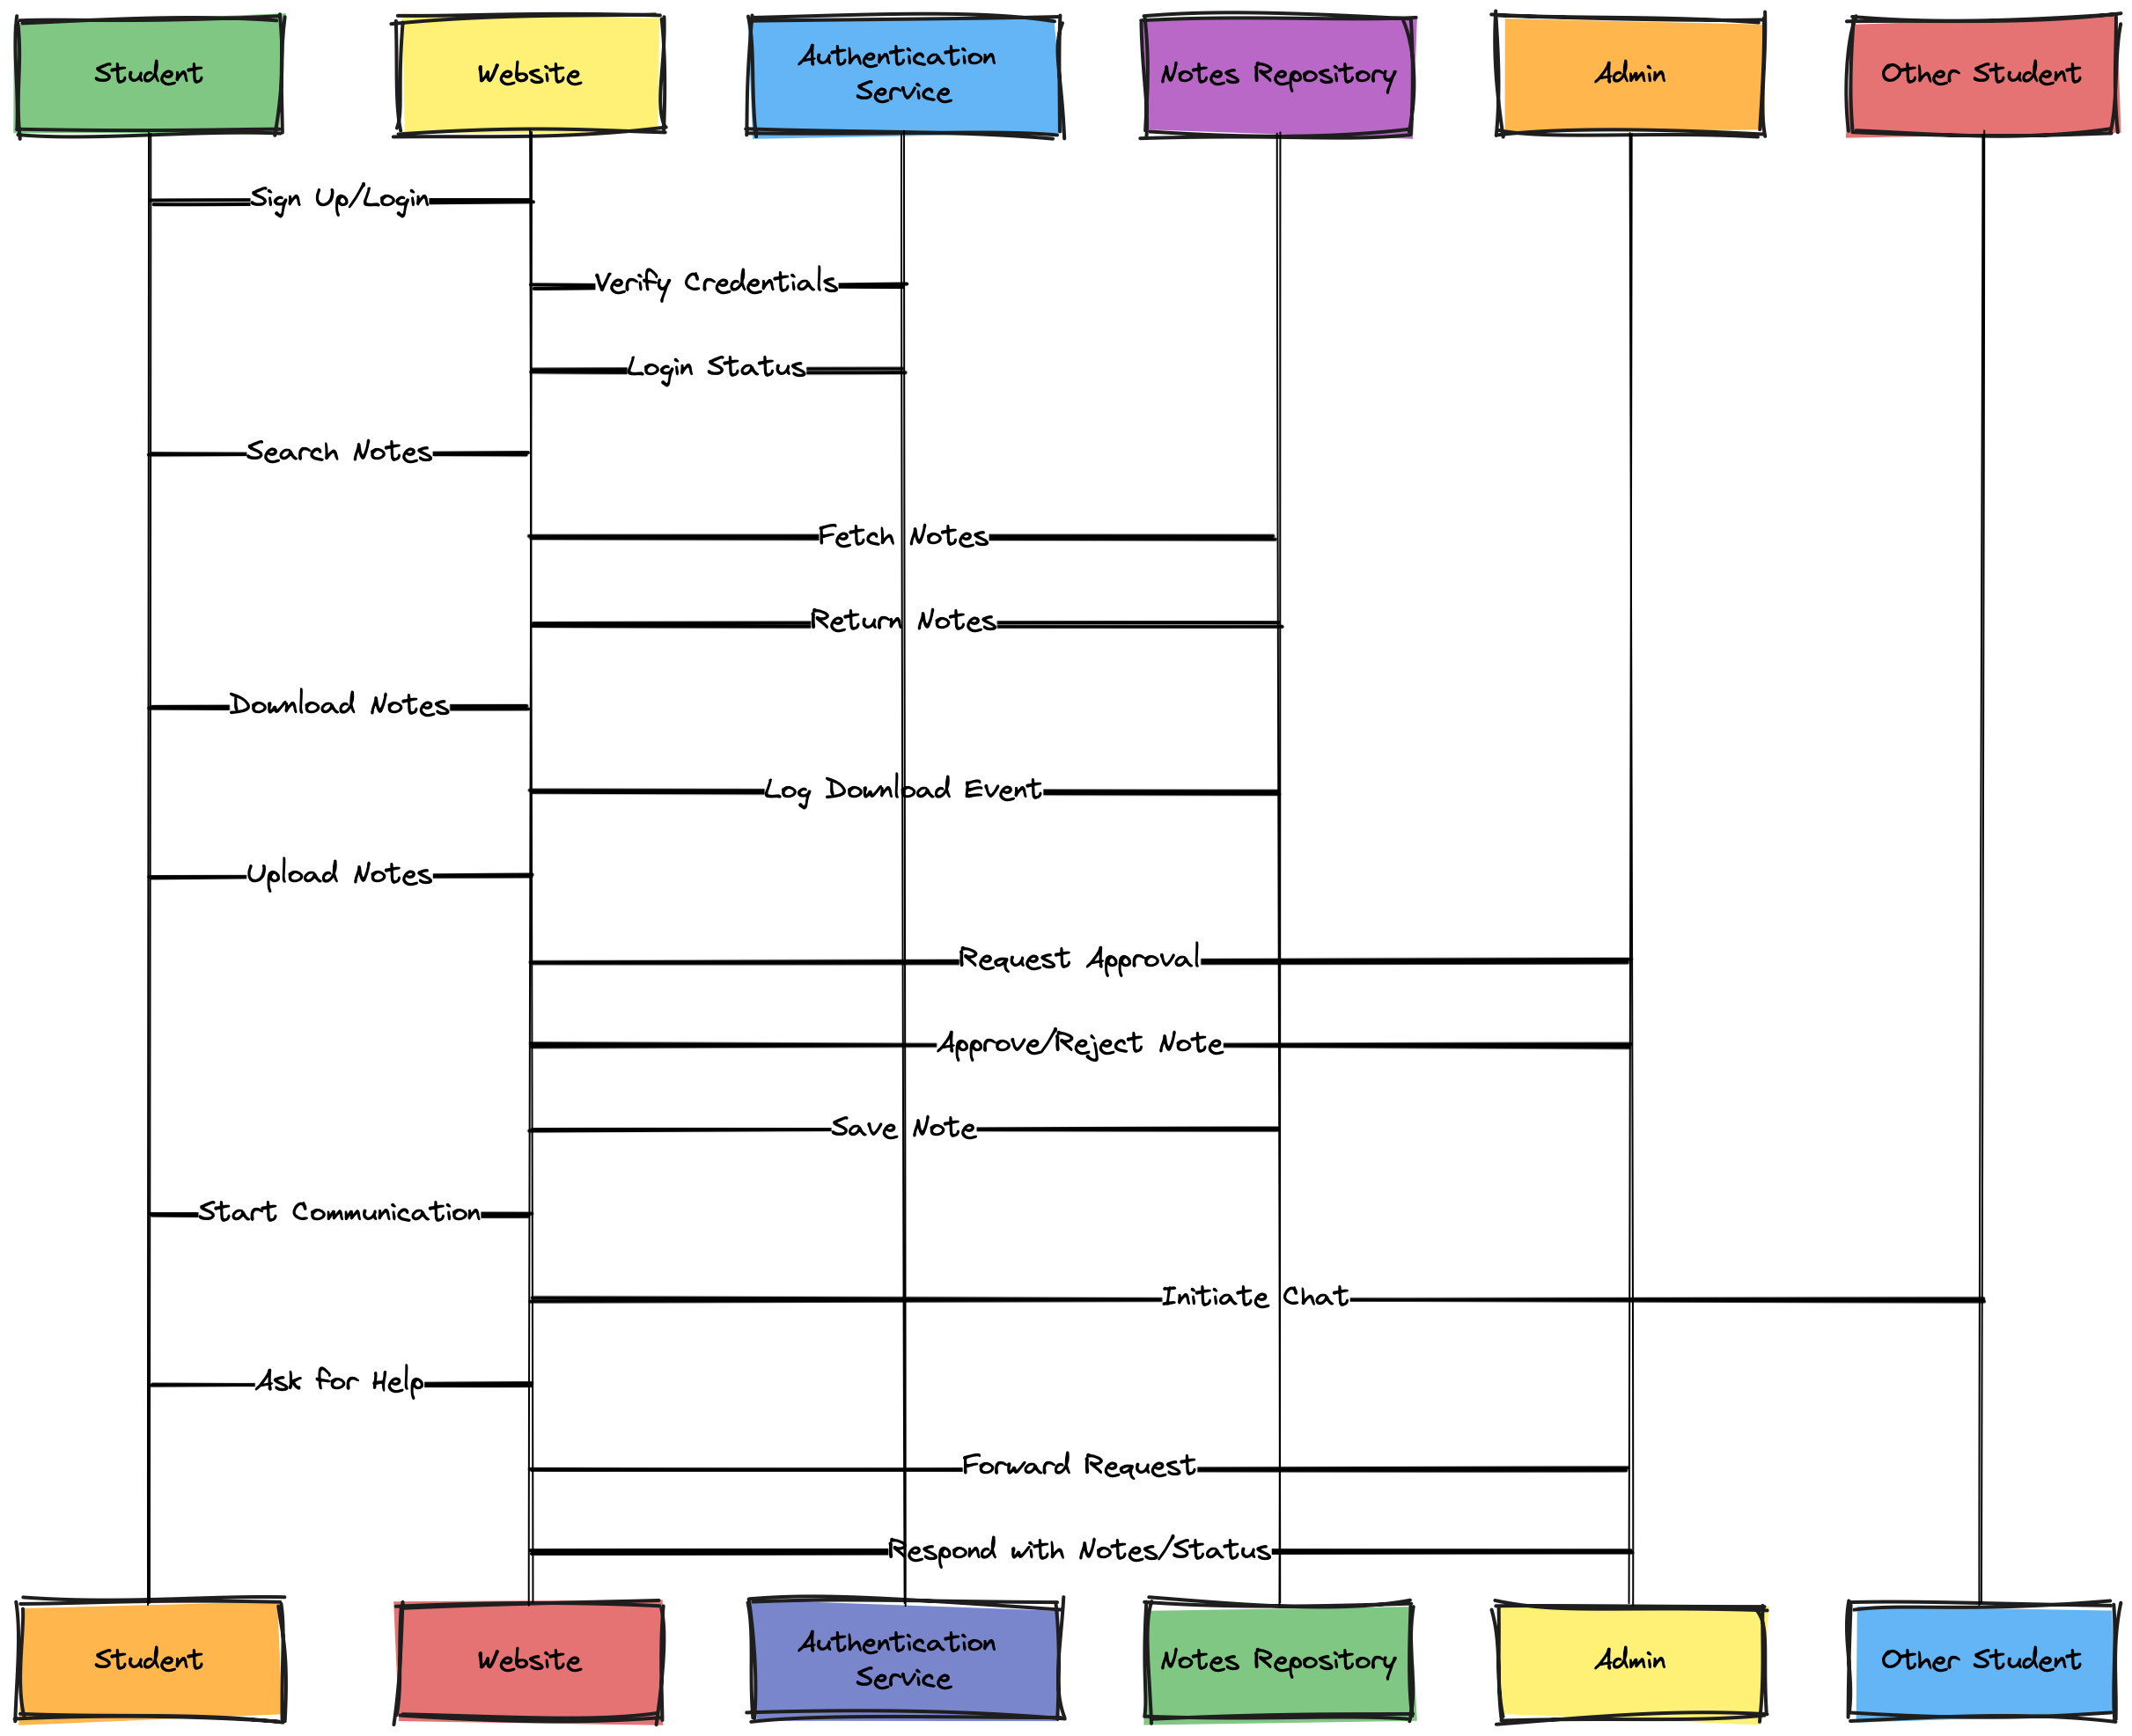 Student
Website
Authentication
Service
Notes Repository
Admin
Other Student
Sign Up/Login
Verify Credentials
Login Status
Search Notes
Fetch Notes
Return Notes
Download Notes
Log Download Event
Upload Notes
Request Approval
Approve/Reject Note
Save Note
Start Communication
Initiate Chat
Ask for Help
Forward Request
Respond with Notes/Status
Student
Website
Authentication
Service
Notes Repository
Admin
Other Student